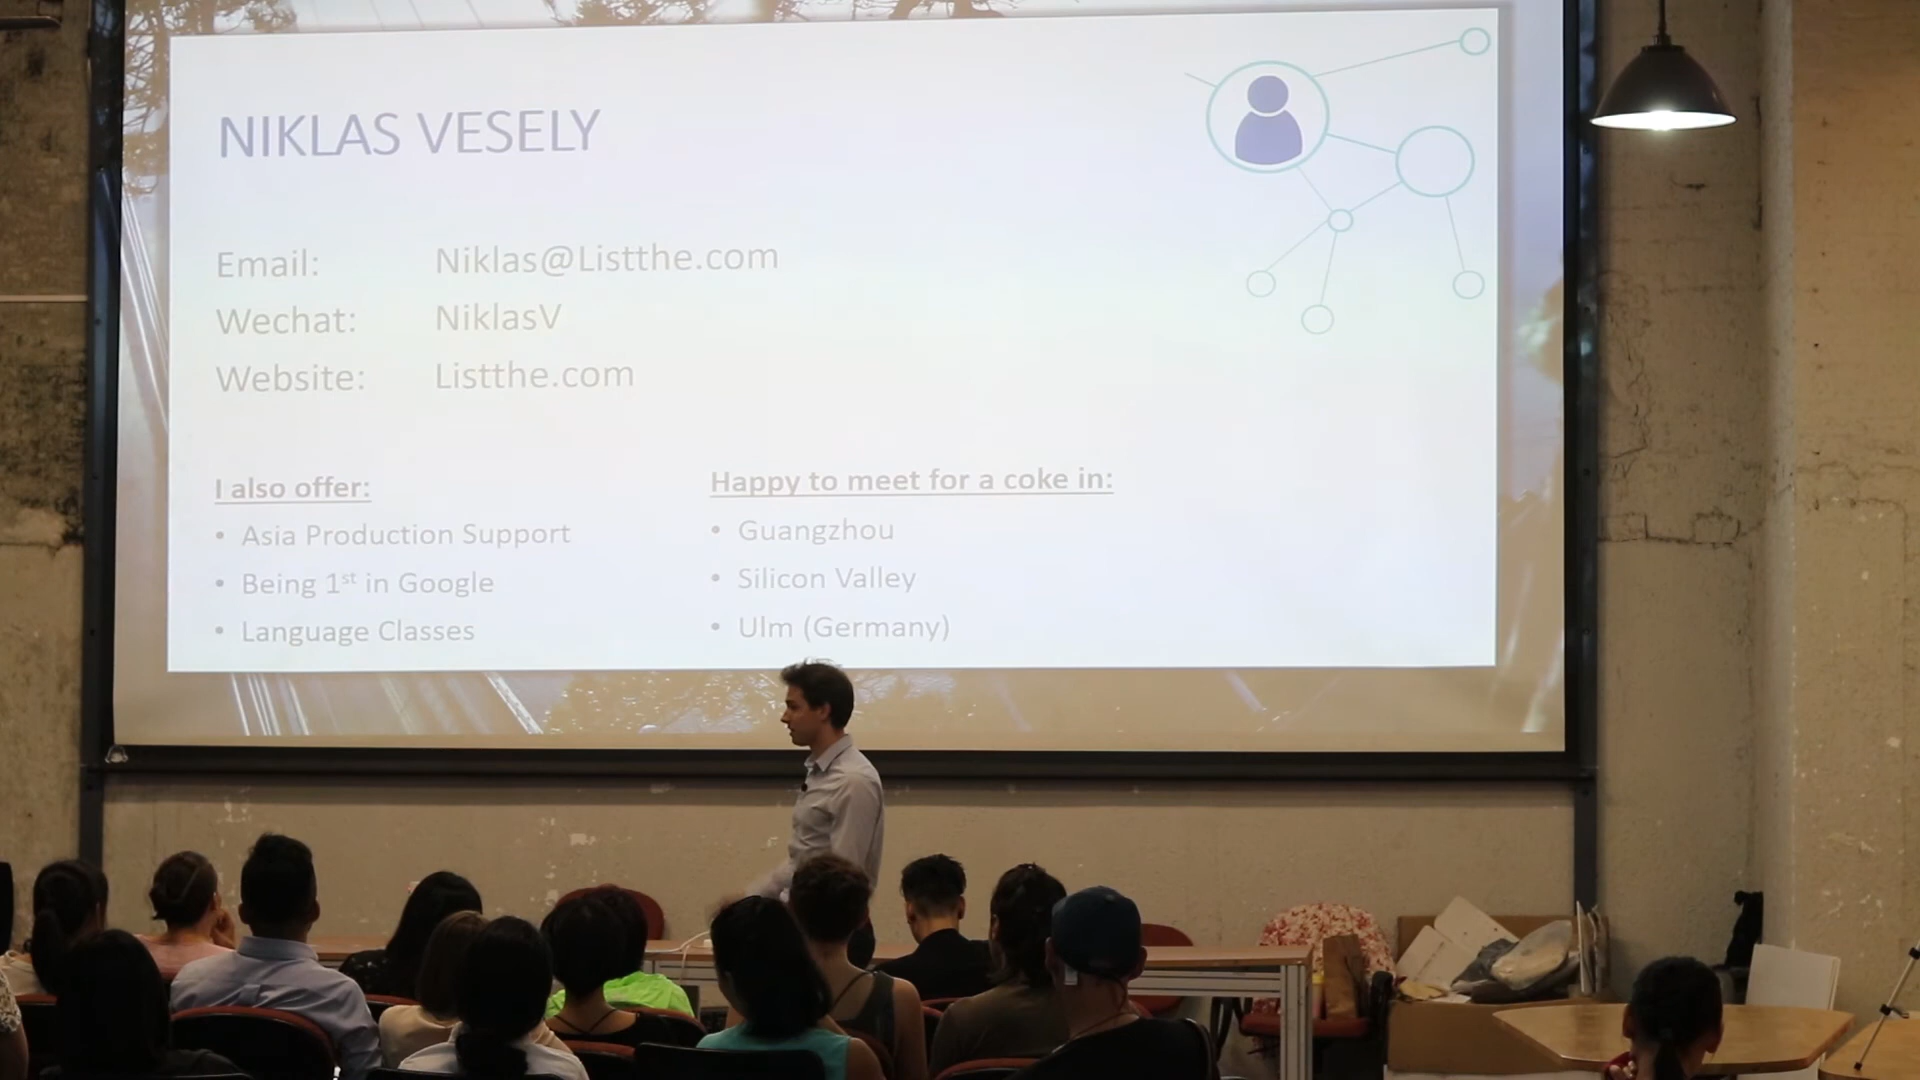 NIKLAS VESELY
Email: Niklas@Listthe.com
Wechat: NiklasV
Website: Listthe.com
I also offer:
• Asia Production Support
• Being 1st in Google
• Language Classes
Happy to meet for a coke in:
• Guangzhou
• Silicon Valley
• Ulm (Germany)